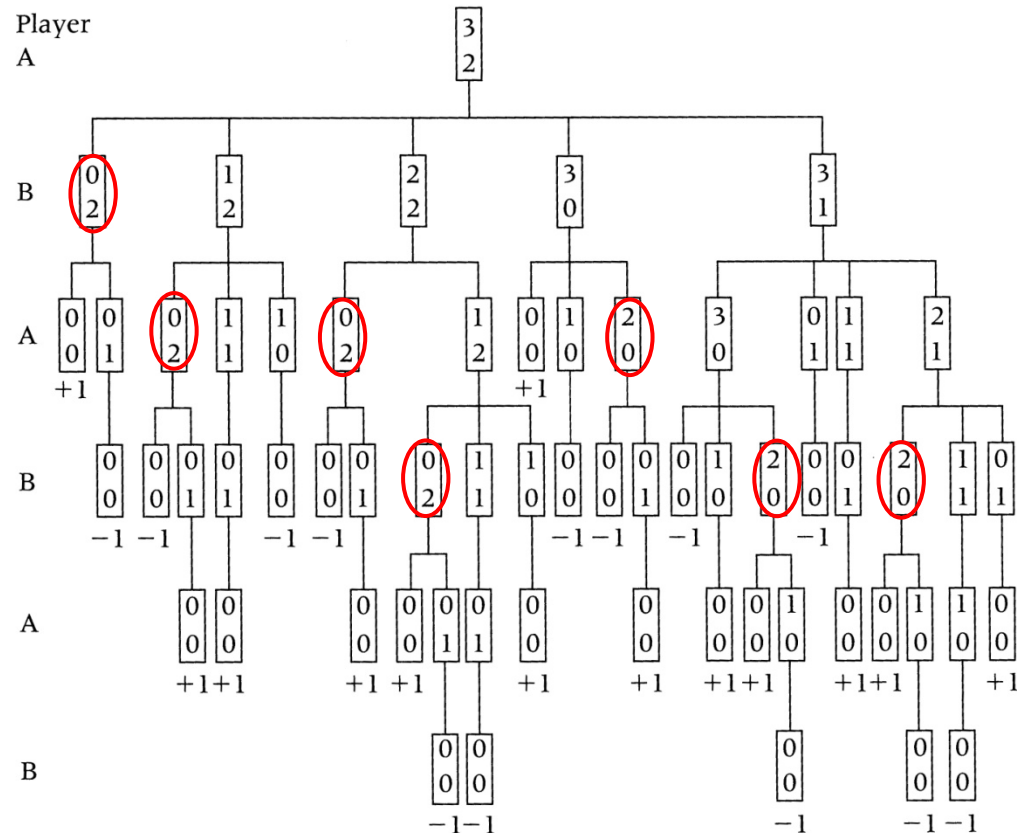 Player
3
A
2
0 1 2 3 3
B
2 2 2 0 1
0 0 0 1 1 0 1 0 1 2 3 0 1 2
A
0 1 2 1 0 2 2 0 0 0 0 1 1 1
+1 +1
0 0 0 0 0 0 0 0 1 1 0 0 0 0 1 2 0 0 2 1 0
B
0 0 1 1 0 0 1 2 1 0 0 0 1 0 0 0 0 1 0 1 1
−1 −1 −1 −1 −1 −1 −1 −1
0 0 0 0 0 0 0 0 0 0 1 0 0 1 1 0
A
0 0 0 0 1 1 0 0 0 0 0 0 0 0 0 0
+1 +1 +1 +1 +1 +1 +1 +1 +1 +1 +1
0 0 0 0 0
B
0 0 0 0 0
−1 −1 −1 −1 −1